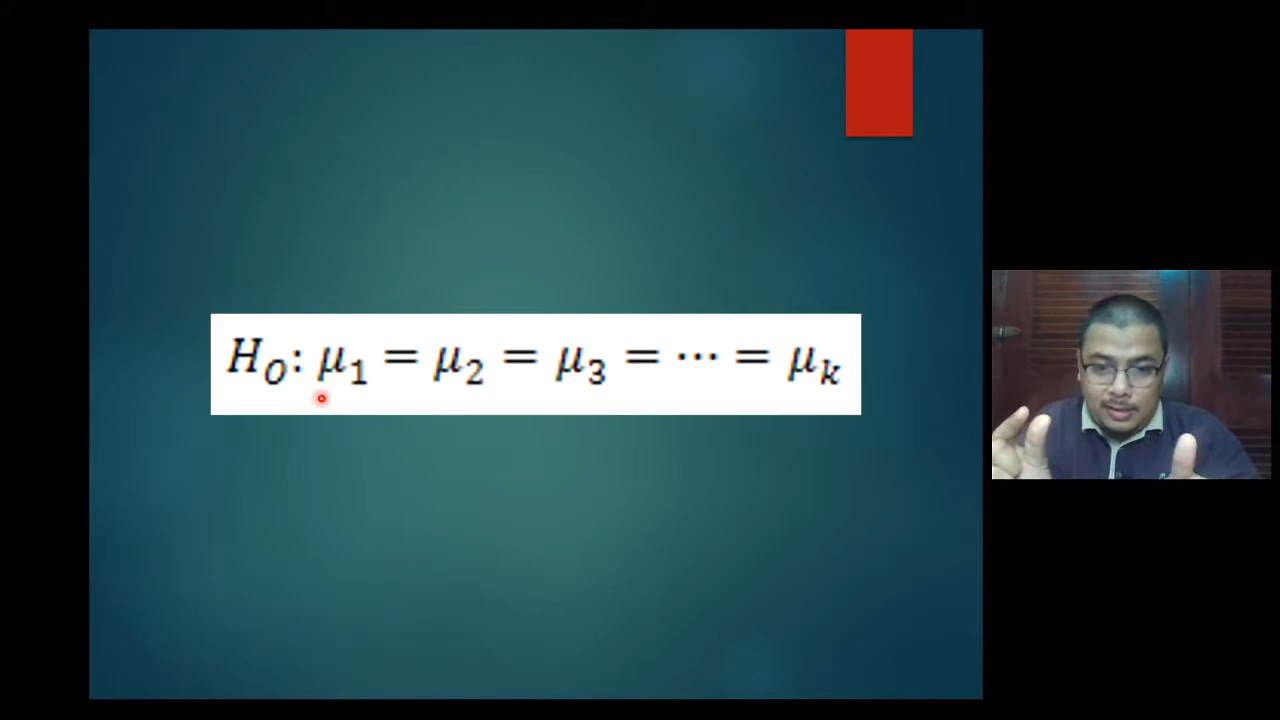 H₀: μ₁ = μ₂ = μ₃ = ⋯ = μₖ